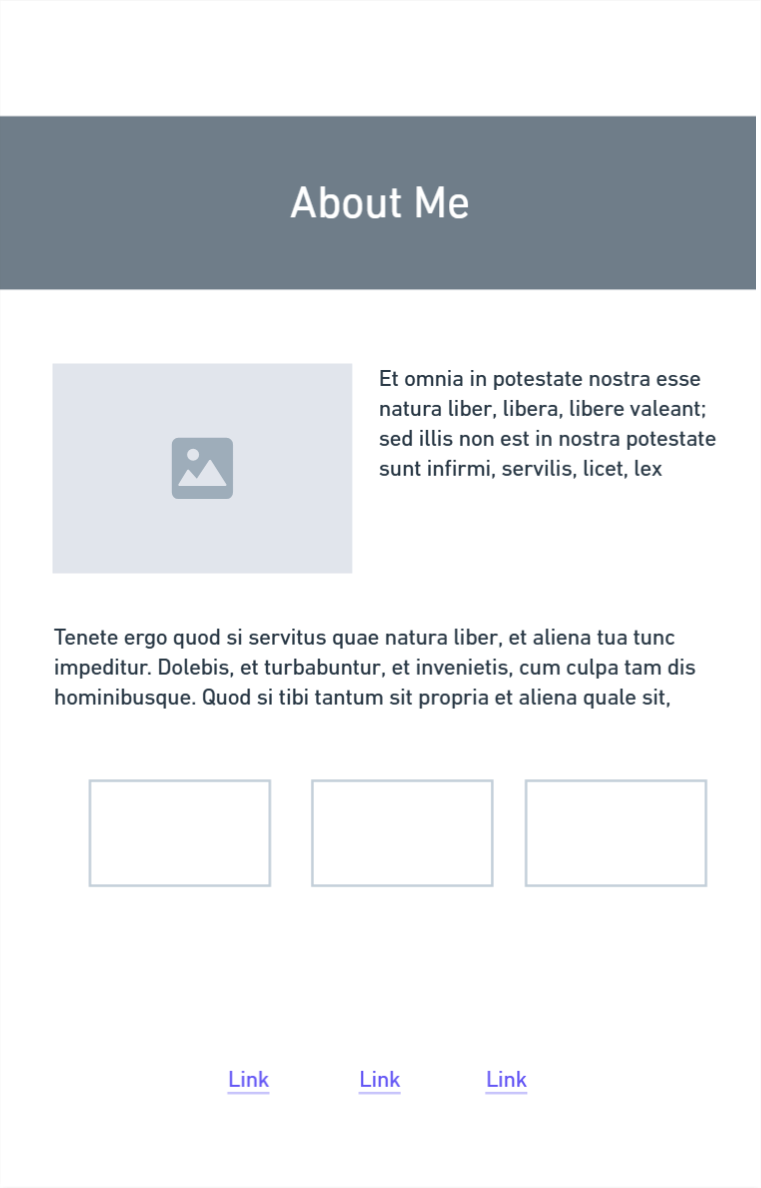 About Me
Et omnia in potestate nostra esse
natura liber, libera, libere valeant;
sed illis non est in nostra potestate
sunt infirmi, servilis, licet, lex
Tenete ergo quod si servitus quae natura liber, et aliena tua tunc
impeditur. Dolebis, et turbabuntur, et invenietis, cum culpa tam dis
hominibusque. Quod si tibi tantum sit propria et aliena quale sit,
Link
Link
Link